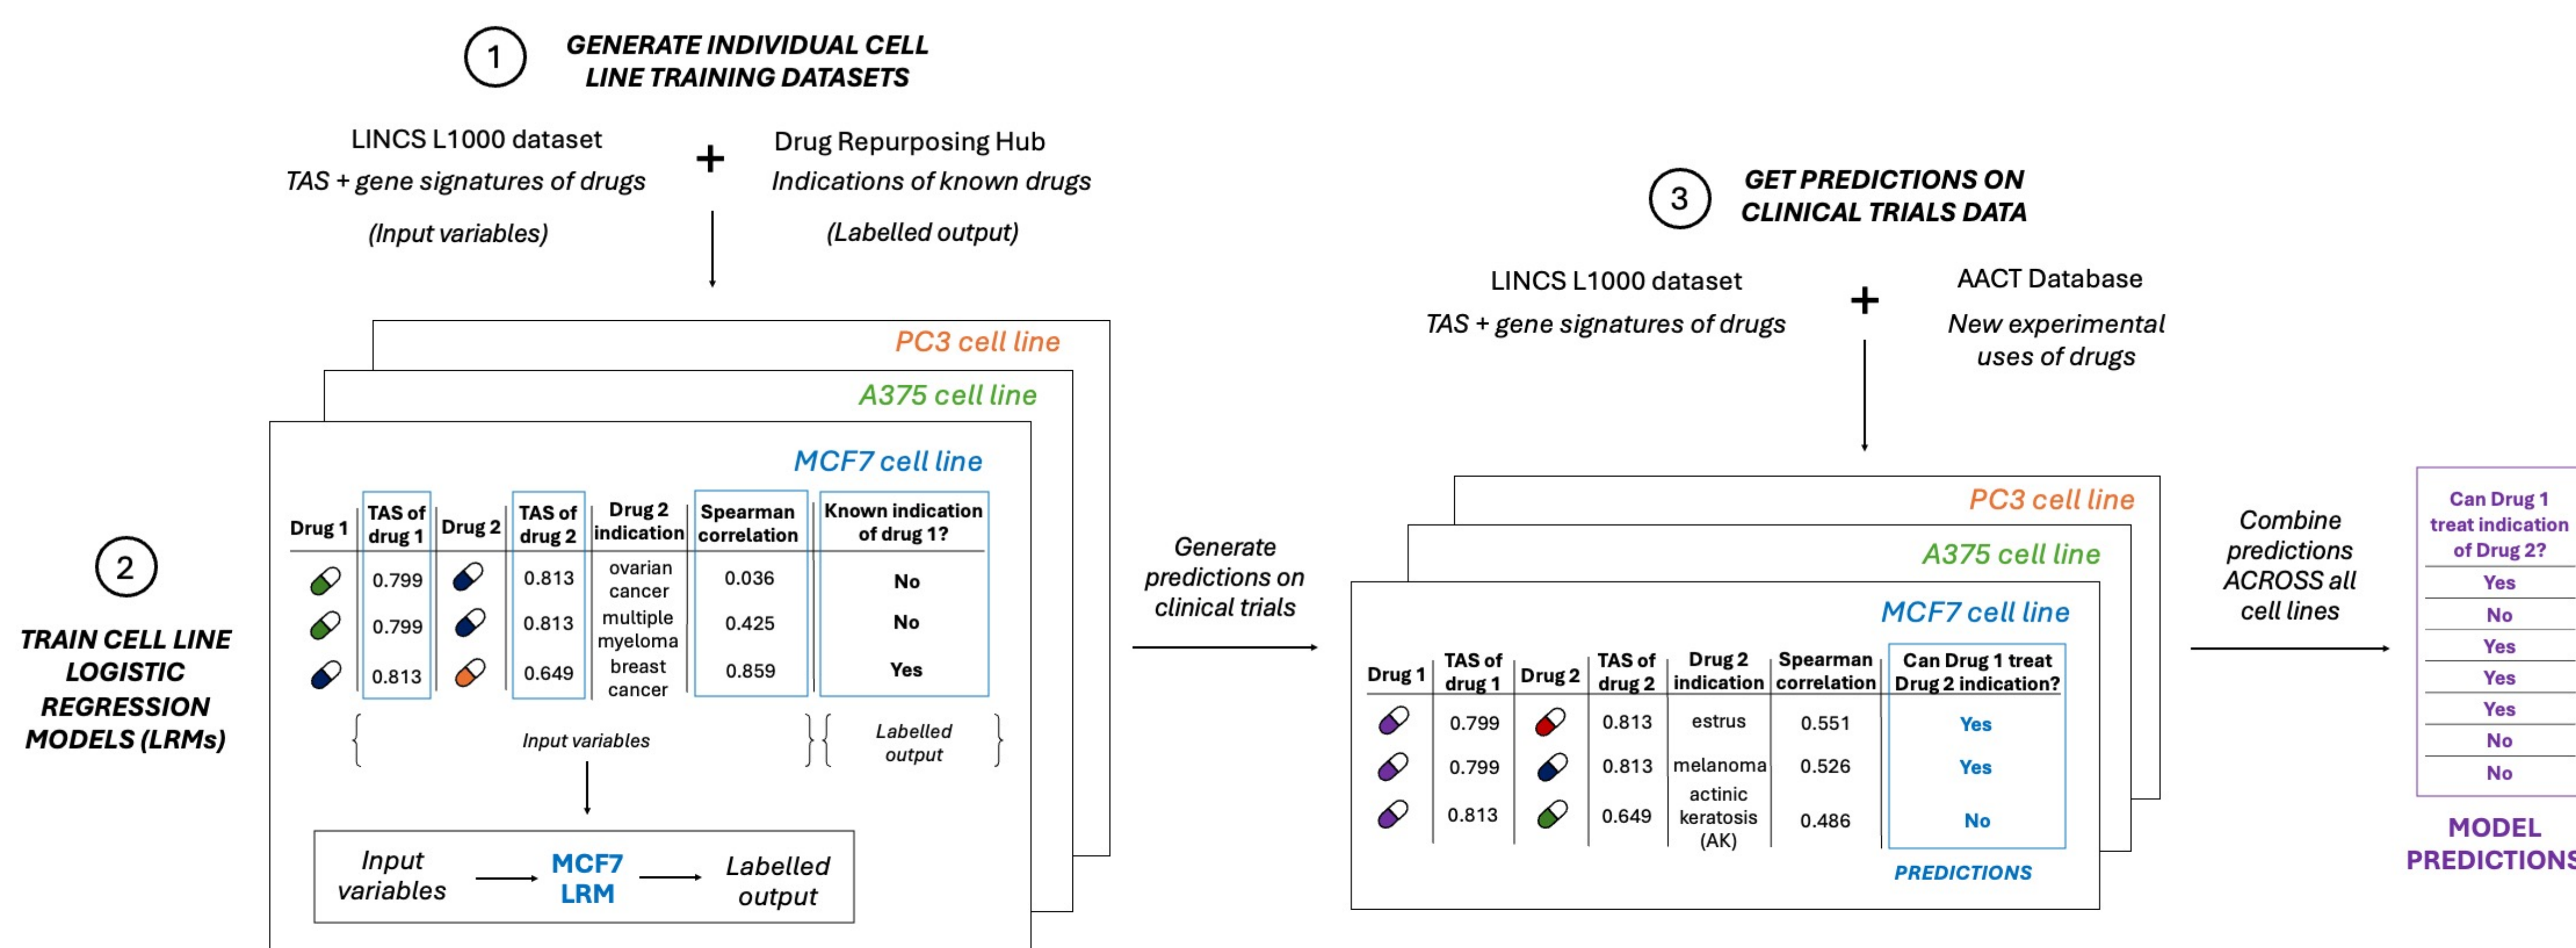 1
GENERATE INDIVIDUAL CELL
LINE TRAINING DATASETS
LINCS L1000 dataset
TAS + gene signatures of drugs
(Input variables)
+
Drug Repurposing Hub
Indications of known drugs
(Labelled output)
PC3 cell line
A375 cell line
MCF7 cell line
Drug 1 TAS of drug 1 Drug 2 TAS of drug 2 Drug 2 indication Spearman correlation Known indication of drug 1?
0.799 0.813 ovarian cancer 0.036 No
0.799 0.813 multiple myeloma 0.425 No
0.813 0.649 breast cancer 0.859 Yes
Input variables
Labelled
output
Input
variables
MCF7
LRM
Labelled
output
2
TRAIN CELL LINE
LOGISTIC
REGRESSION
MODELS (LRMs)
Generate
predictions on
clinical trials
3
GET PREDICTIONS ON
CLINICAL TRIALS DATA
LINCS L1000 dataset
TAS + gene signatures of drugs
+
AACT Database
New experimental
uses of drugs
PC3 cell line
A375 cell line
MCF7 cell line
Drug 1 TAS of drug 1 Drug 2 TAS of drug 2 Drug 2 indication Spearman correlation Can Drug 1 treat Drug 2 indication?
0.799 0.813 estrus 0.551 Yes
0.799 0.813 melanoma 0.526 Yes
0.813 0.649 actinic keratosis (AK) 0.486 No
PREDICTIONS
Combine
predictions
ACROSS all
cell lines
Can Drug 1
treat indication
of Drug 2?
Yes
No
Yes
Yes
Yes
No
No
MODEL
PREDICTIONS